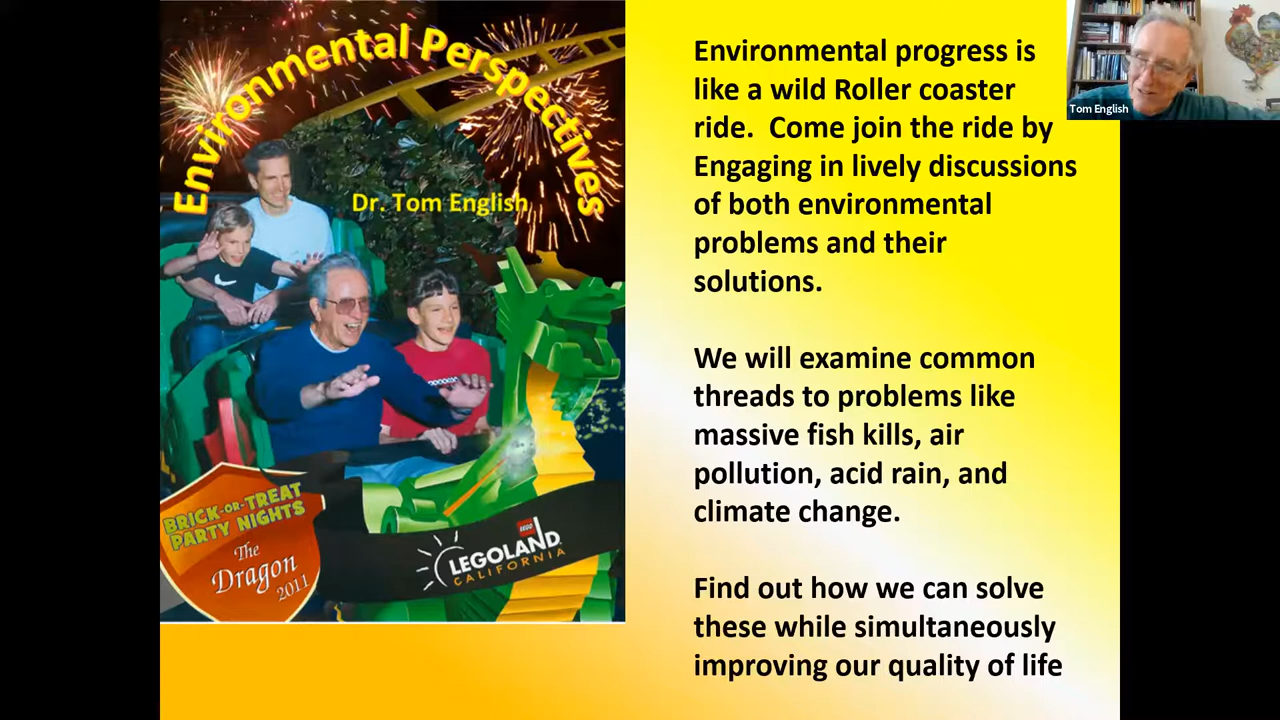 Environmental Perspectives
Dr. Tom English
BRICK-OR-TREAT
PARTY NIGHTS
The
Dragon
2011
LEGO
LEGOLAND
CALIFORNIA
Environmental progress is
like a wild Roller coaster
ride.  Come join the ride by
Engaging in lively discussions
of both environmental
problems and their
solutions.
We will examine common
threads to problems like
massive fish kills, air
pollution, acid rain, and
climate change.
Find out how we can solve
these while simultaneously
improving our quality of life
Tom English